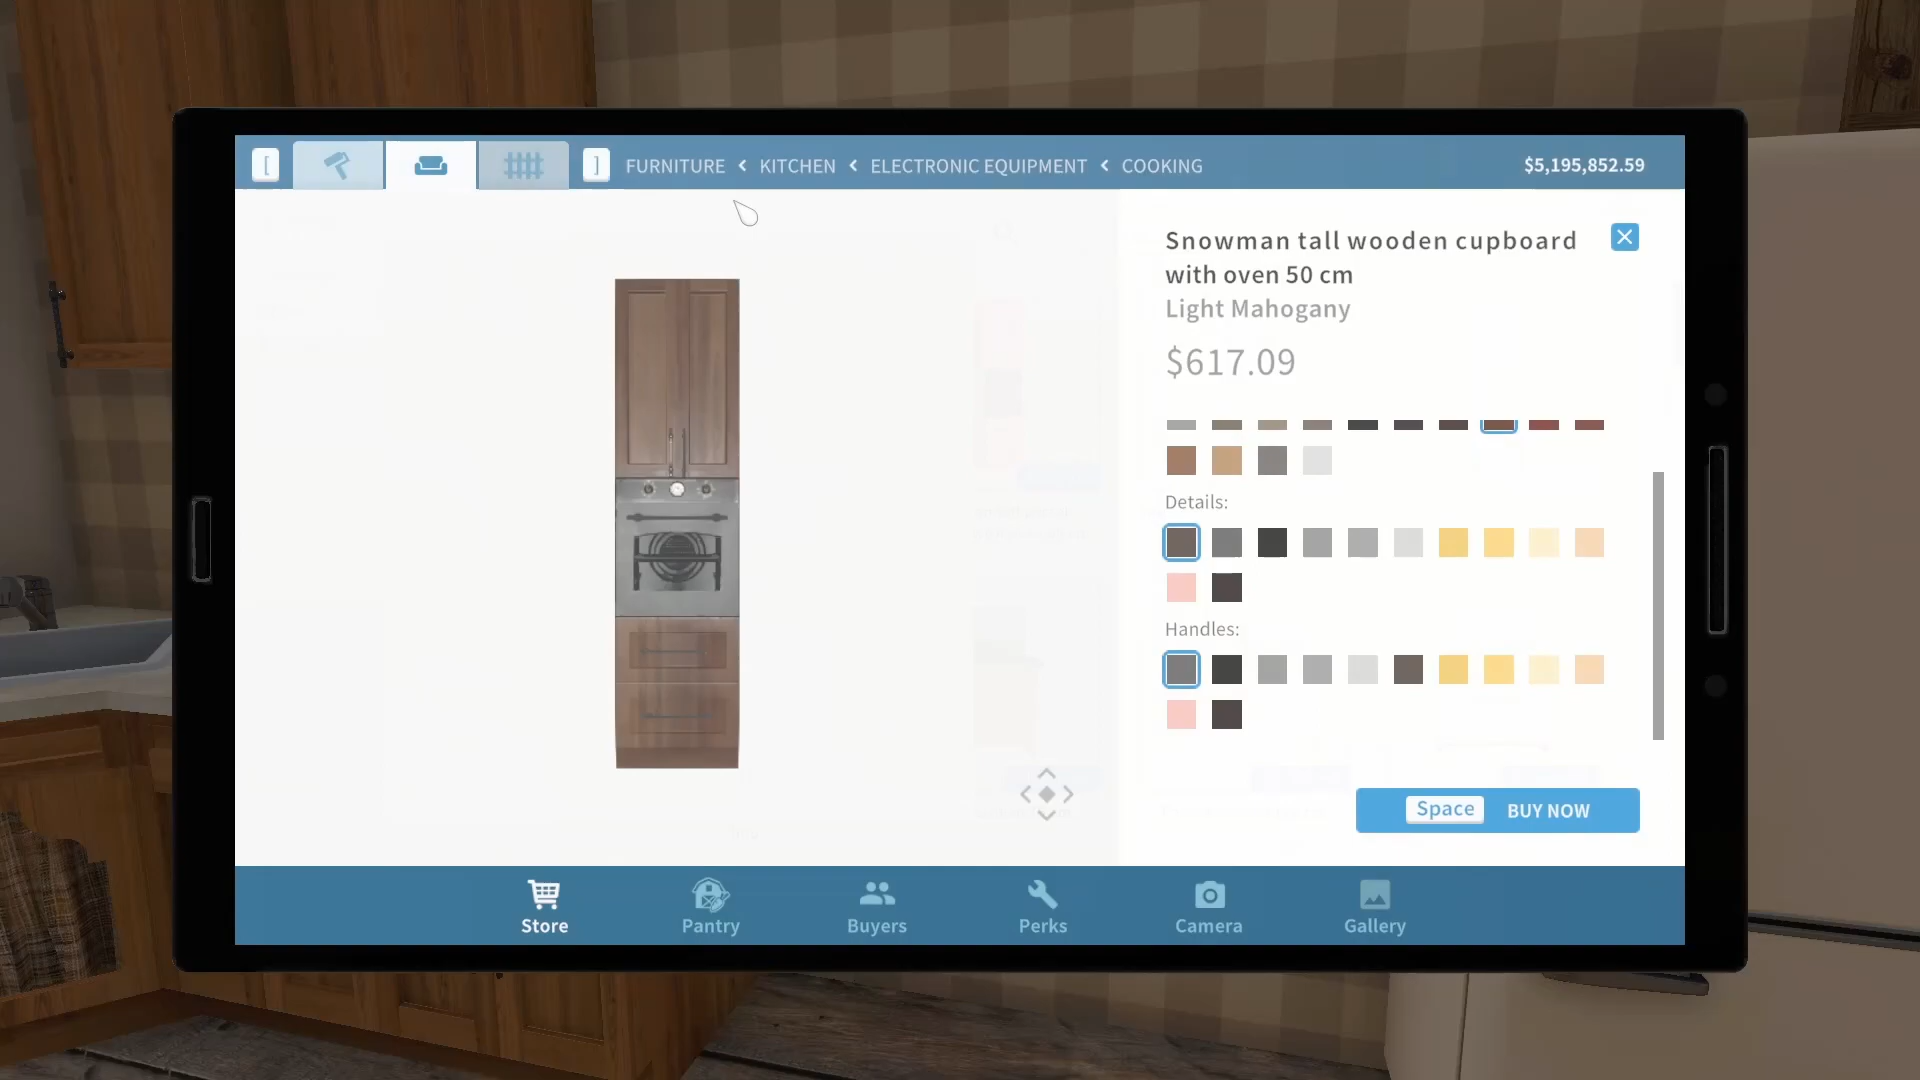 [
]
FURNITURE < KITCHEN < ELECTRONIC EQUIPMENT < COOKING
$5,195,852.59
Snowman tall wooden cupboard
with oven 50 cm
Light Mahogany
$617.09
Details:
Handles:
Space BUY NOW
Store
Pantry
Buyers
Perks
Camera
Gallery